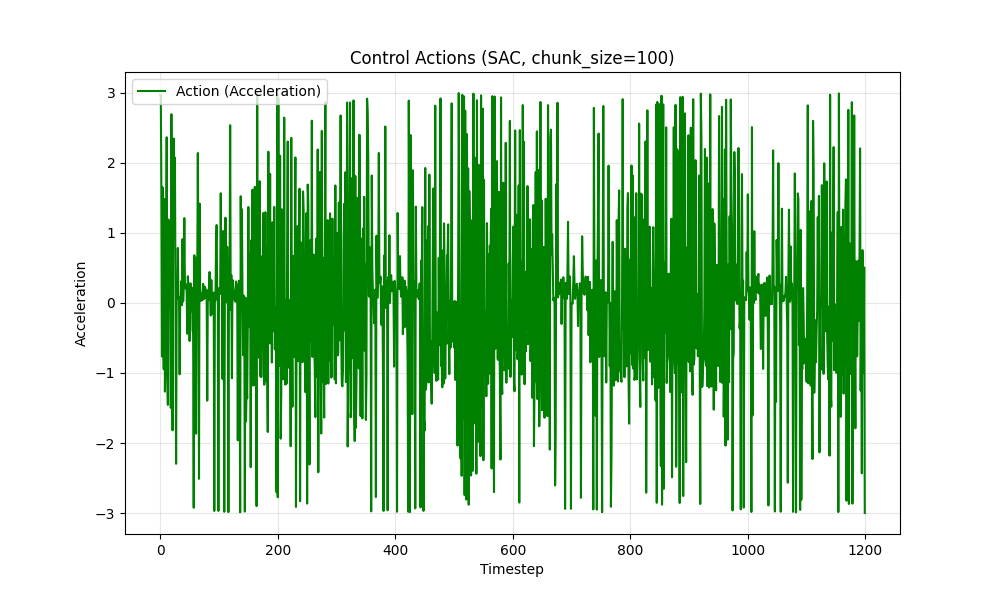 Control Actions (SAC, chunk_size=100)
Action (Acceleration)
3
2
1
0
−1
−2
−3
Acceleration
0 200 400 600 800 1000 1200
Timestep